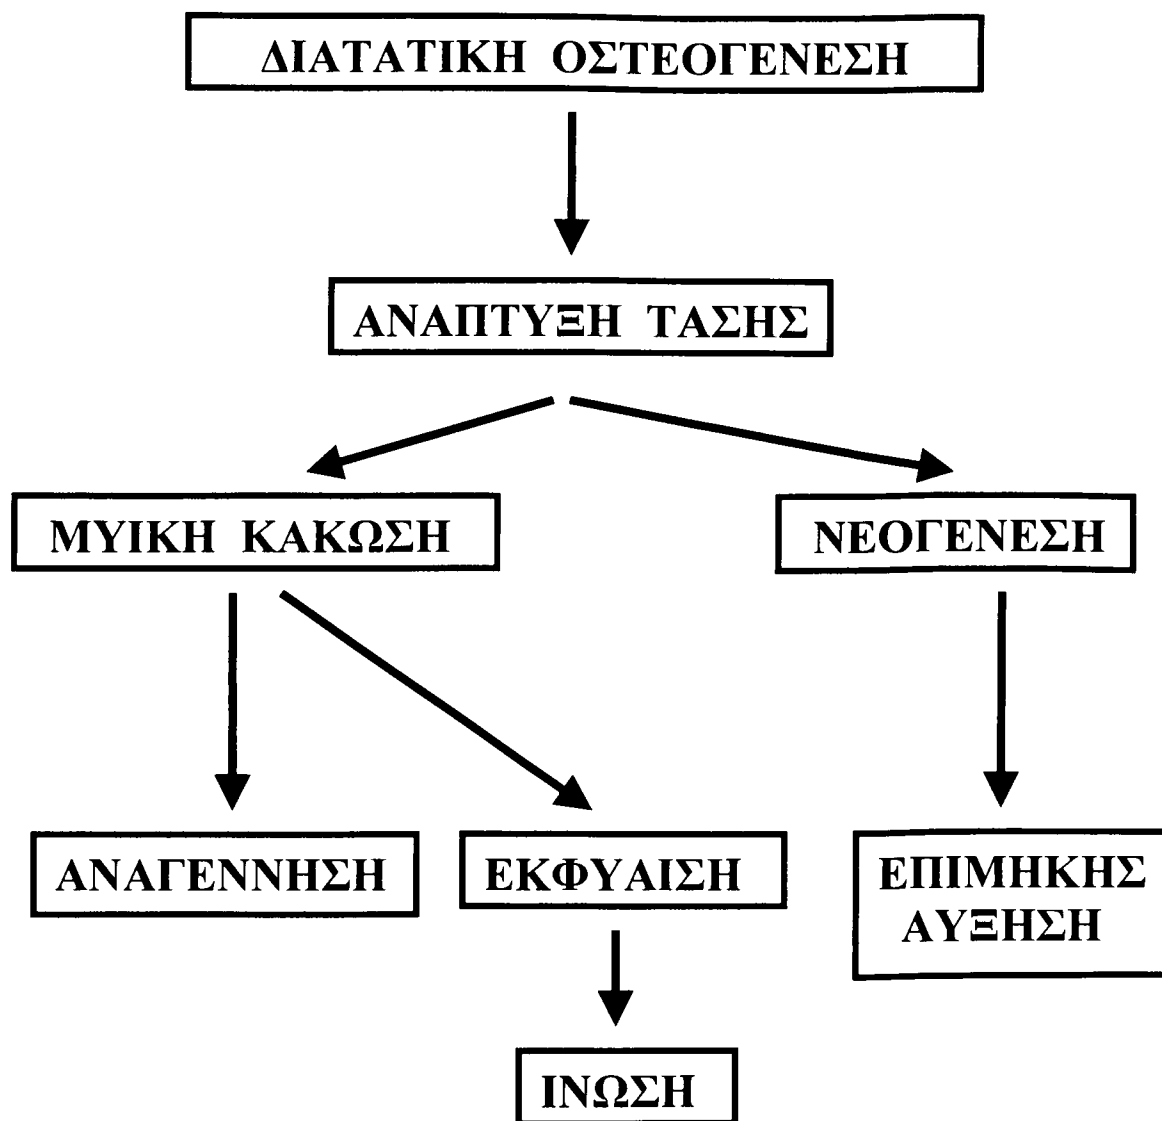 ΔΙΑΤΑΤΙΚΗ ΟΣΤΕΟΓΕΝΕΣΗ
ΑΝΑΠΤΥΞΗ ΤΑΣΗΣ
ΜΥΙΚΗ ΚΑΚΩΣΗ
ΝΕΟΓΕΝΕΣΗ
ΑΝΑΓΕΝΝΗΣΗ
ΕΚΦΥΑΙΣΗ
ΕΠΙΜΗΚΗΣ
ΑΥΞΗΣΗ
ΙΝΩΣΗ